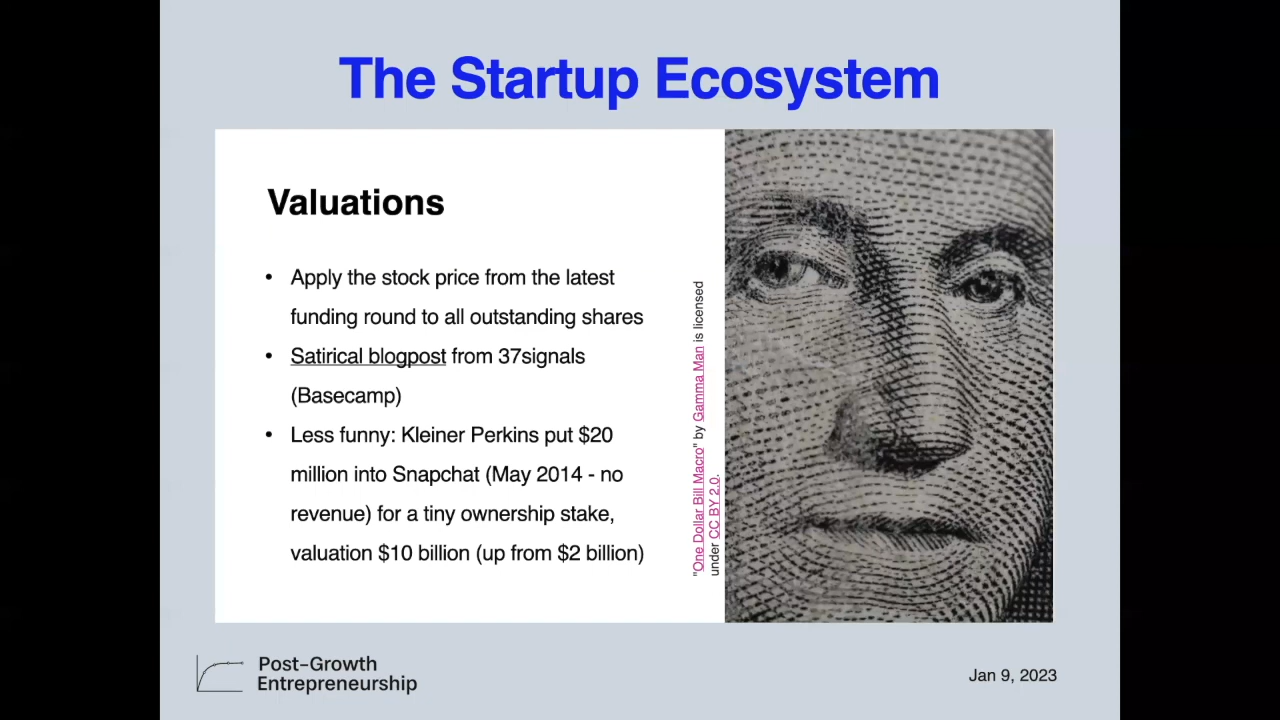 The Startup Ecosystem
Valuations
• Apply the stock price from the latest
funding round to all outstanding shares
• Satirical blogpost from 37signals
(Basecamp)
• Less funny: Kleiner Perkins put $20
million into Snapchat (May 2014 - no
revenue) for a tiny ownership stake,
valuation $10 billion (up from $2 billion)
"One Dollar Bill Macro" by Gamma Man is licensed
under CC BY 2.0.
Post-Growth
Entrepreneurship
Jan 9, 2023